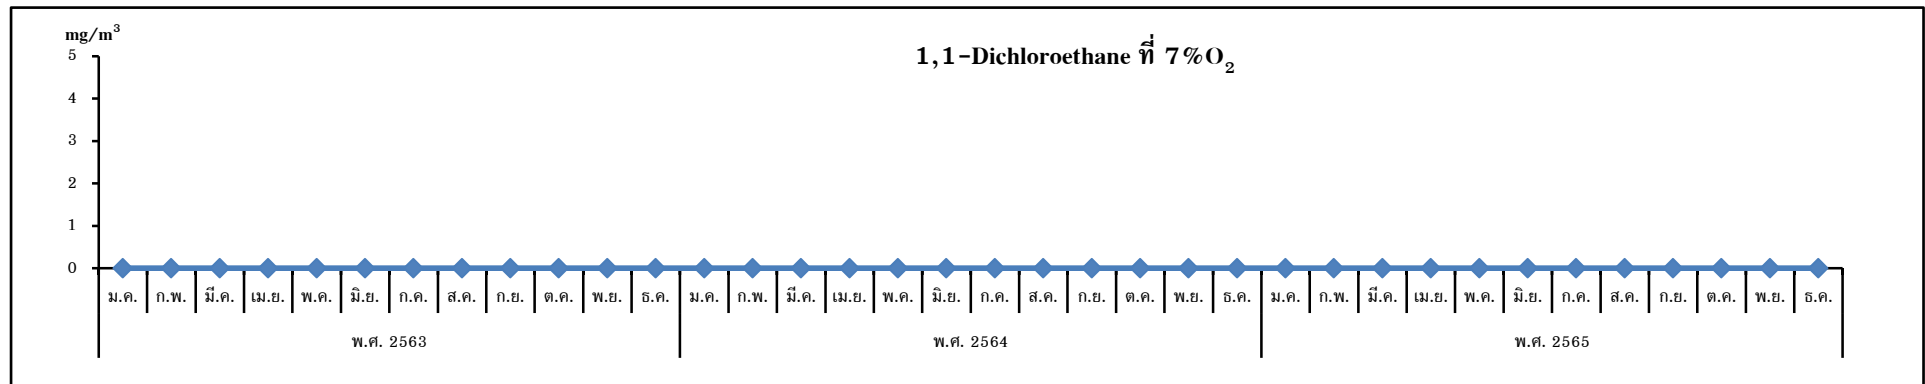 mg/m³
1,1-Dichloroethane ที่ 7%O₂
5
4
3
2
1
0
ม.ค. ก.พ. มี.ค. เม.ย. พ.ค. มิ.ย. ก.ค. ส.ค. ก.ย. ต.ค. พ.ย. ธ.ค. ม.ค. ก.พ. มี.ค. เม.ย. พ.ค. มิ.ย. ก.ค. ส.ค. ก.ย. ต.ค. พ.ย. ธ.ค. ม.ค. ก.พ. มี.ค. เม.ย. พ.ค. มิ.ย. ก.ค. ส.ค. ก.ย. ต.ค. พ.ย. ธ.ค.
พ.ศ. 2563 พ.ศ. 2564 พ.ศ. 2565